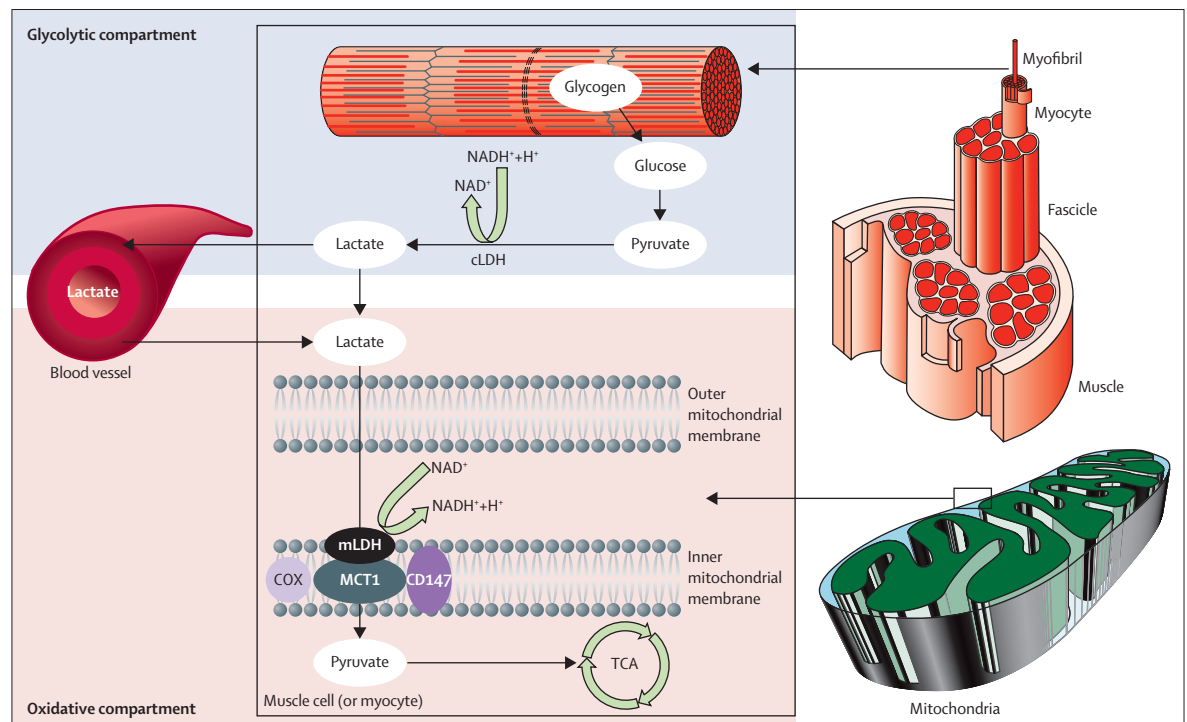 Glycolytic compartment
Glycogen
Glucose
NADH⁺+H⁺
NAD⁺
Lactate
cLDH
Pyruvate
Lactate
Blood vessel
Lactate
Outer
mitochondrial
membrane
NAD⁺
NADH⁺+H⁺
mLDH
COX
MCT1
CD147
Inner
mitochondrial
membrane
Pyruvate
TCA
Muscle cell (or myocyte)
Oxidative compartment
Myofibril
Myocyte
Fascicle
Muscle
Mitochondria